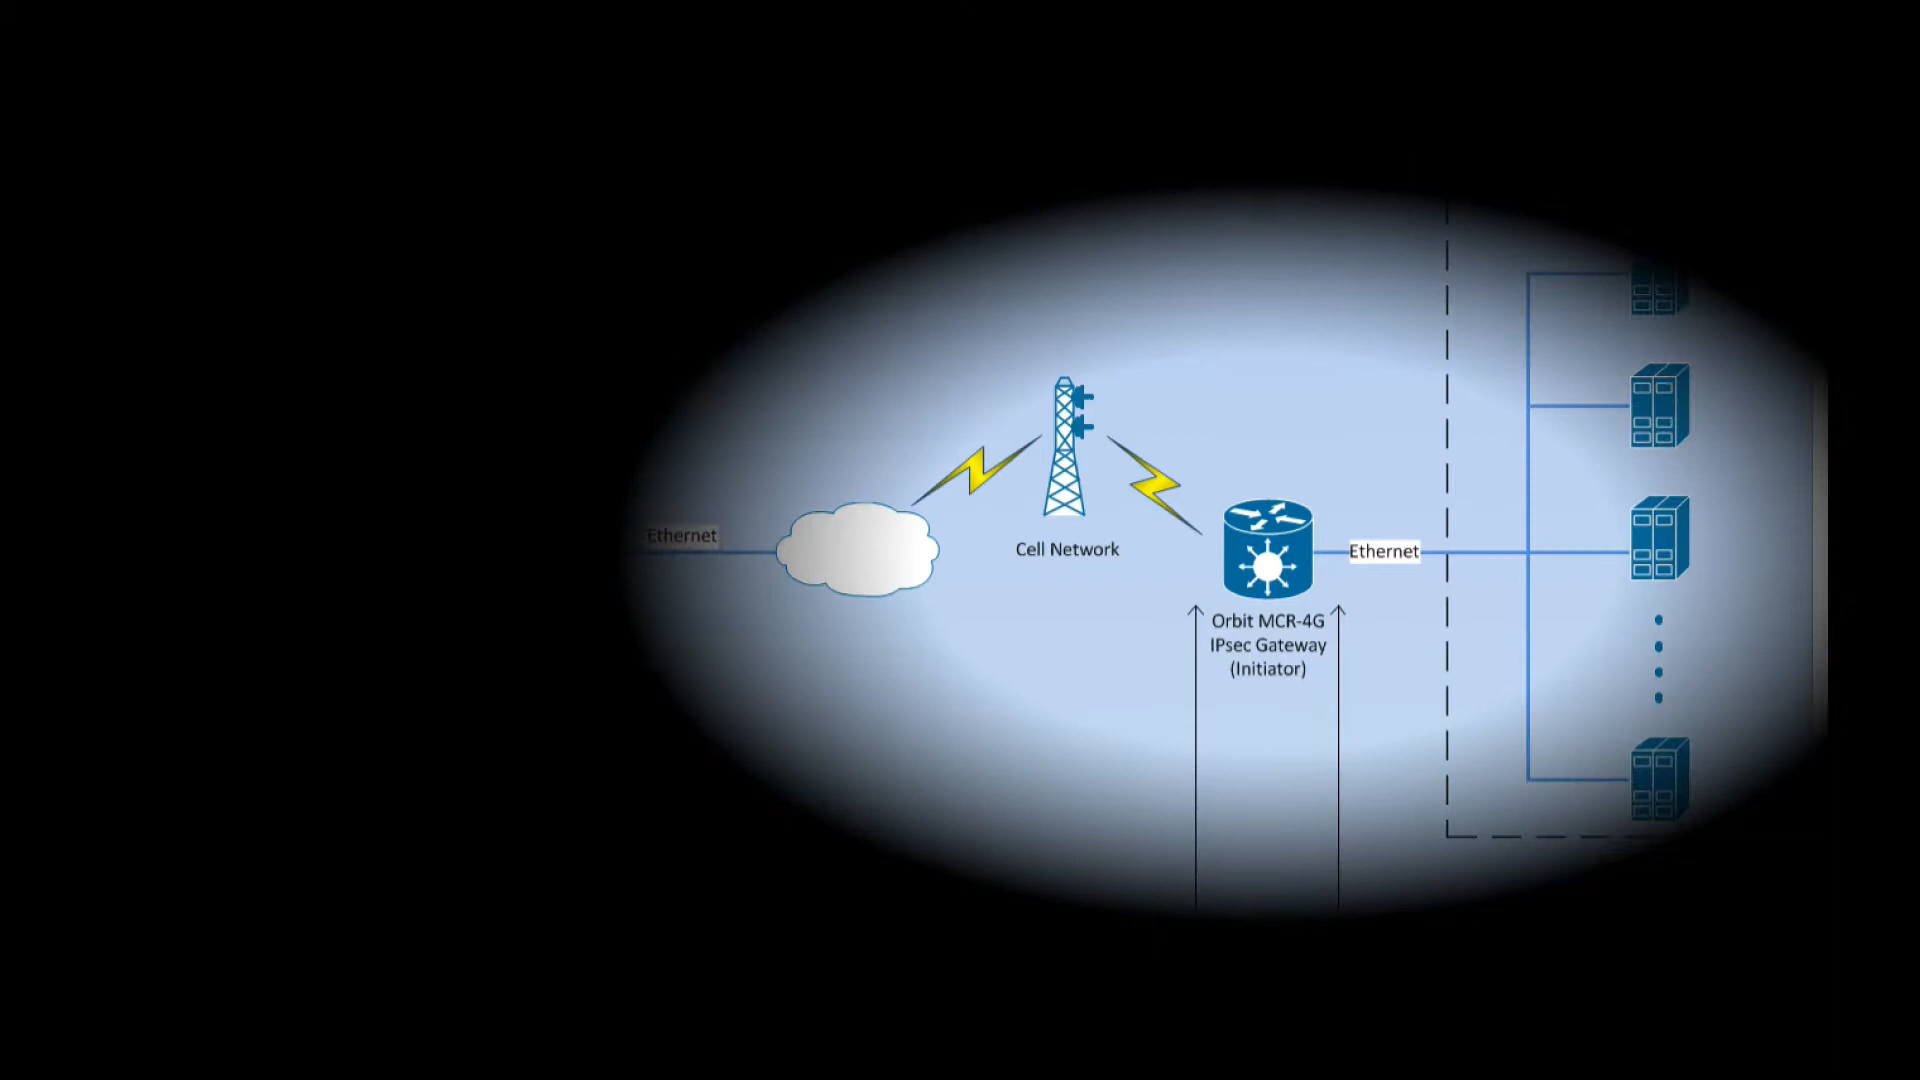 Ethernet
Cell Network
Ethernet
Orbit MCR-4G
IPsec Gateway
(Initiator)